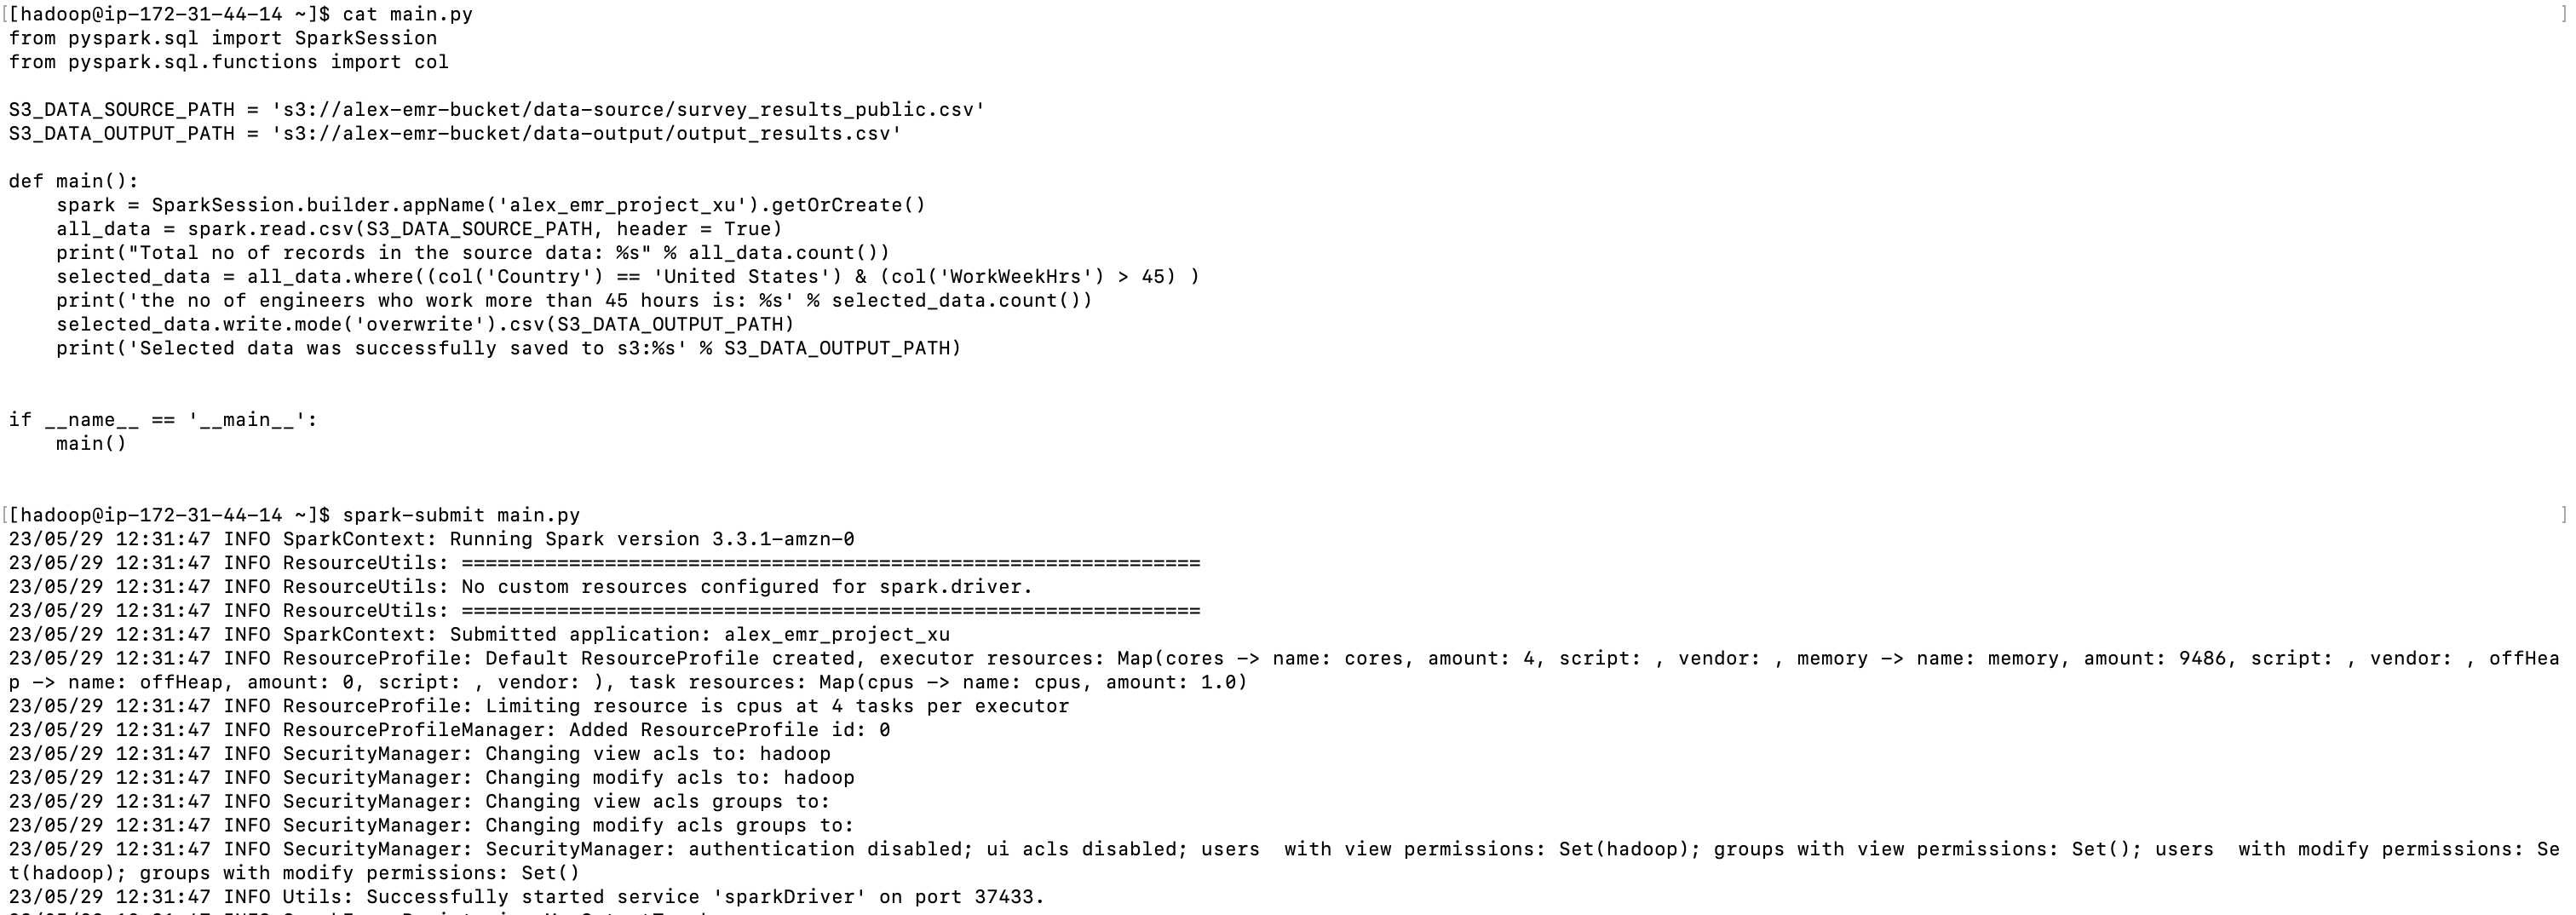 [[hadoop@ip-172-31-44-14 ~]$ cat main.py ]
from pyspark.sql import SparkSession
from pyspark.sql.functions import col
S3_DATA_SOURCE_PATH = 's3://alex-emr-bucket/data-source/survey_results_public.csv'
S3_DATA_OUTPUT_PATH = 's3://alex-emr-bucket/data-output/output_results.csv'
def main():
    spark = SparkSession.builder.appName('alex_emr_project_xu').getOrCreate()
    all_data = spark.read.csv(S3_DATA_SOURCE_PATH, header = True)
    print("Total no of records in the source data: %s" % all_data.count())
    selected_data = all_data.where((col('Country') == 'United States') & (col('WorkWeekHrs') > 45) )
    print('the no of engineers who work more than 45 hours is: %s' % selected_data.count())
    selected_data.write.mode('overwrite').csv(S3_DATA_OUTPUT_PATH)
    print('Selected data was successfully saved to s3:%s' % S3_DATA_OUTPUT_PATH)
if __name__ == '__main__':
    main()
[[hadoop@ip-172-31-44-14 ~]$ spark-submit main.py ]
23/05/29 12:31:47 INFO SparkContext: Running Spark version 3.3.1-amzn-0
23/05/29 12:31:47 INFO ResourceUtils: ==============================================================
23/05/29 12:31:47 INFO ResourceUtils: No custom resources configured for spark.driver.
23/05/29 12:31:47 INFO ResourceUtils: ==============================================================
23/05/29 12:31:47 INFO SparkContext: Submitted application: alex_emr_project_xu
23/05/29 12:31:47 INFO ResourceProfile: Default ResourceProfile created, executor resources: Map(cores -> name: cores, amount: 4, script: , vendor: , memory -> name: memory, amount: 9486, script: , vendor: , offHea
p -> name: offHeap, amount: 0, script: , vendor: ), task resources: Map(cpus -> name: cpus, amount: 1.0)
23/05/29 12:31:47 INFO ResourceProfile: Limiting resource is cpus at 4 tasks per executor
23/05/29 12:31:47 INFO ResourceProfileManager: Added ResourceProfile id: 0
23/05/29 12:31:47 INFO SecurityManager: Changing view acls to: hadoop
23/05/29 12:31:47 INFO SecurityManager: Changing modify acls to: hadoop
23/05/29 12:31:47 INFO SecurityManager: Changing view acls groups to:
23/05/29 12:31:47 INFO SecurityManager: Changing modify acls groups to:
23/05/29 12:31:47 INFO SecurityManager: SecurityManager: authentication disabled; ui acls disabled; users  with view permissions: Set(hadoop); groups with view permissions: Set(); users  with modify permissions: Se
t(hadoop); groups with modify permissions: Set()
23/05/29 12:31:47 INFO Utils: Successfully started service 'sparkDriver' on port 37433.